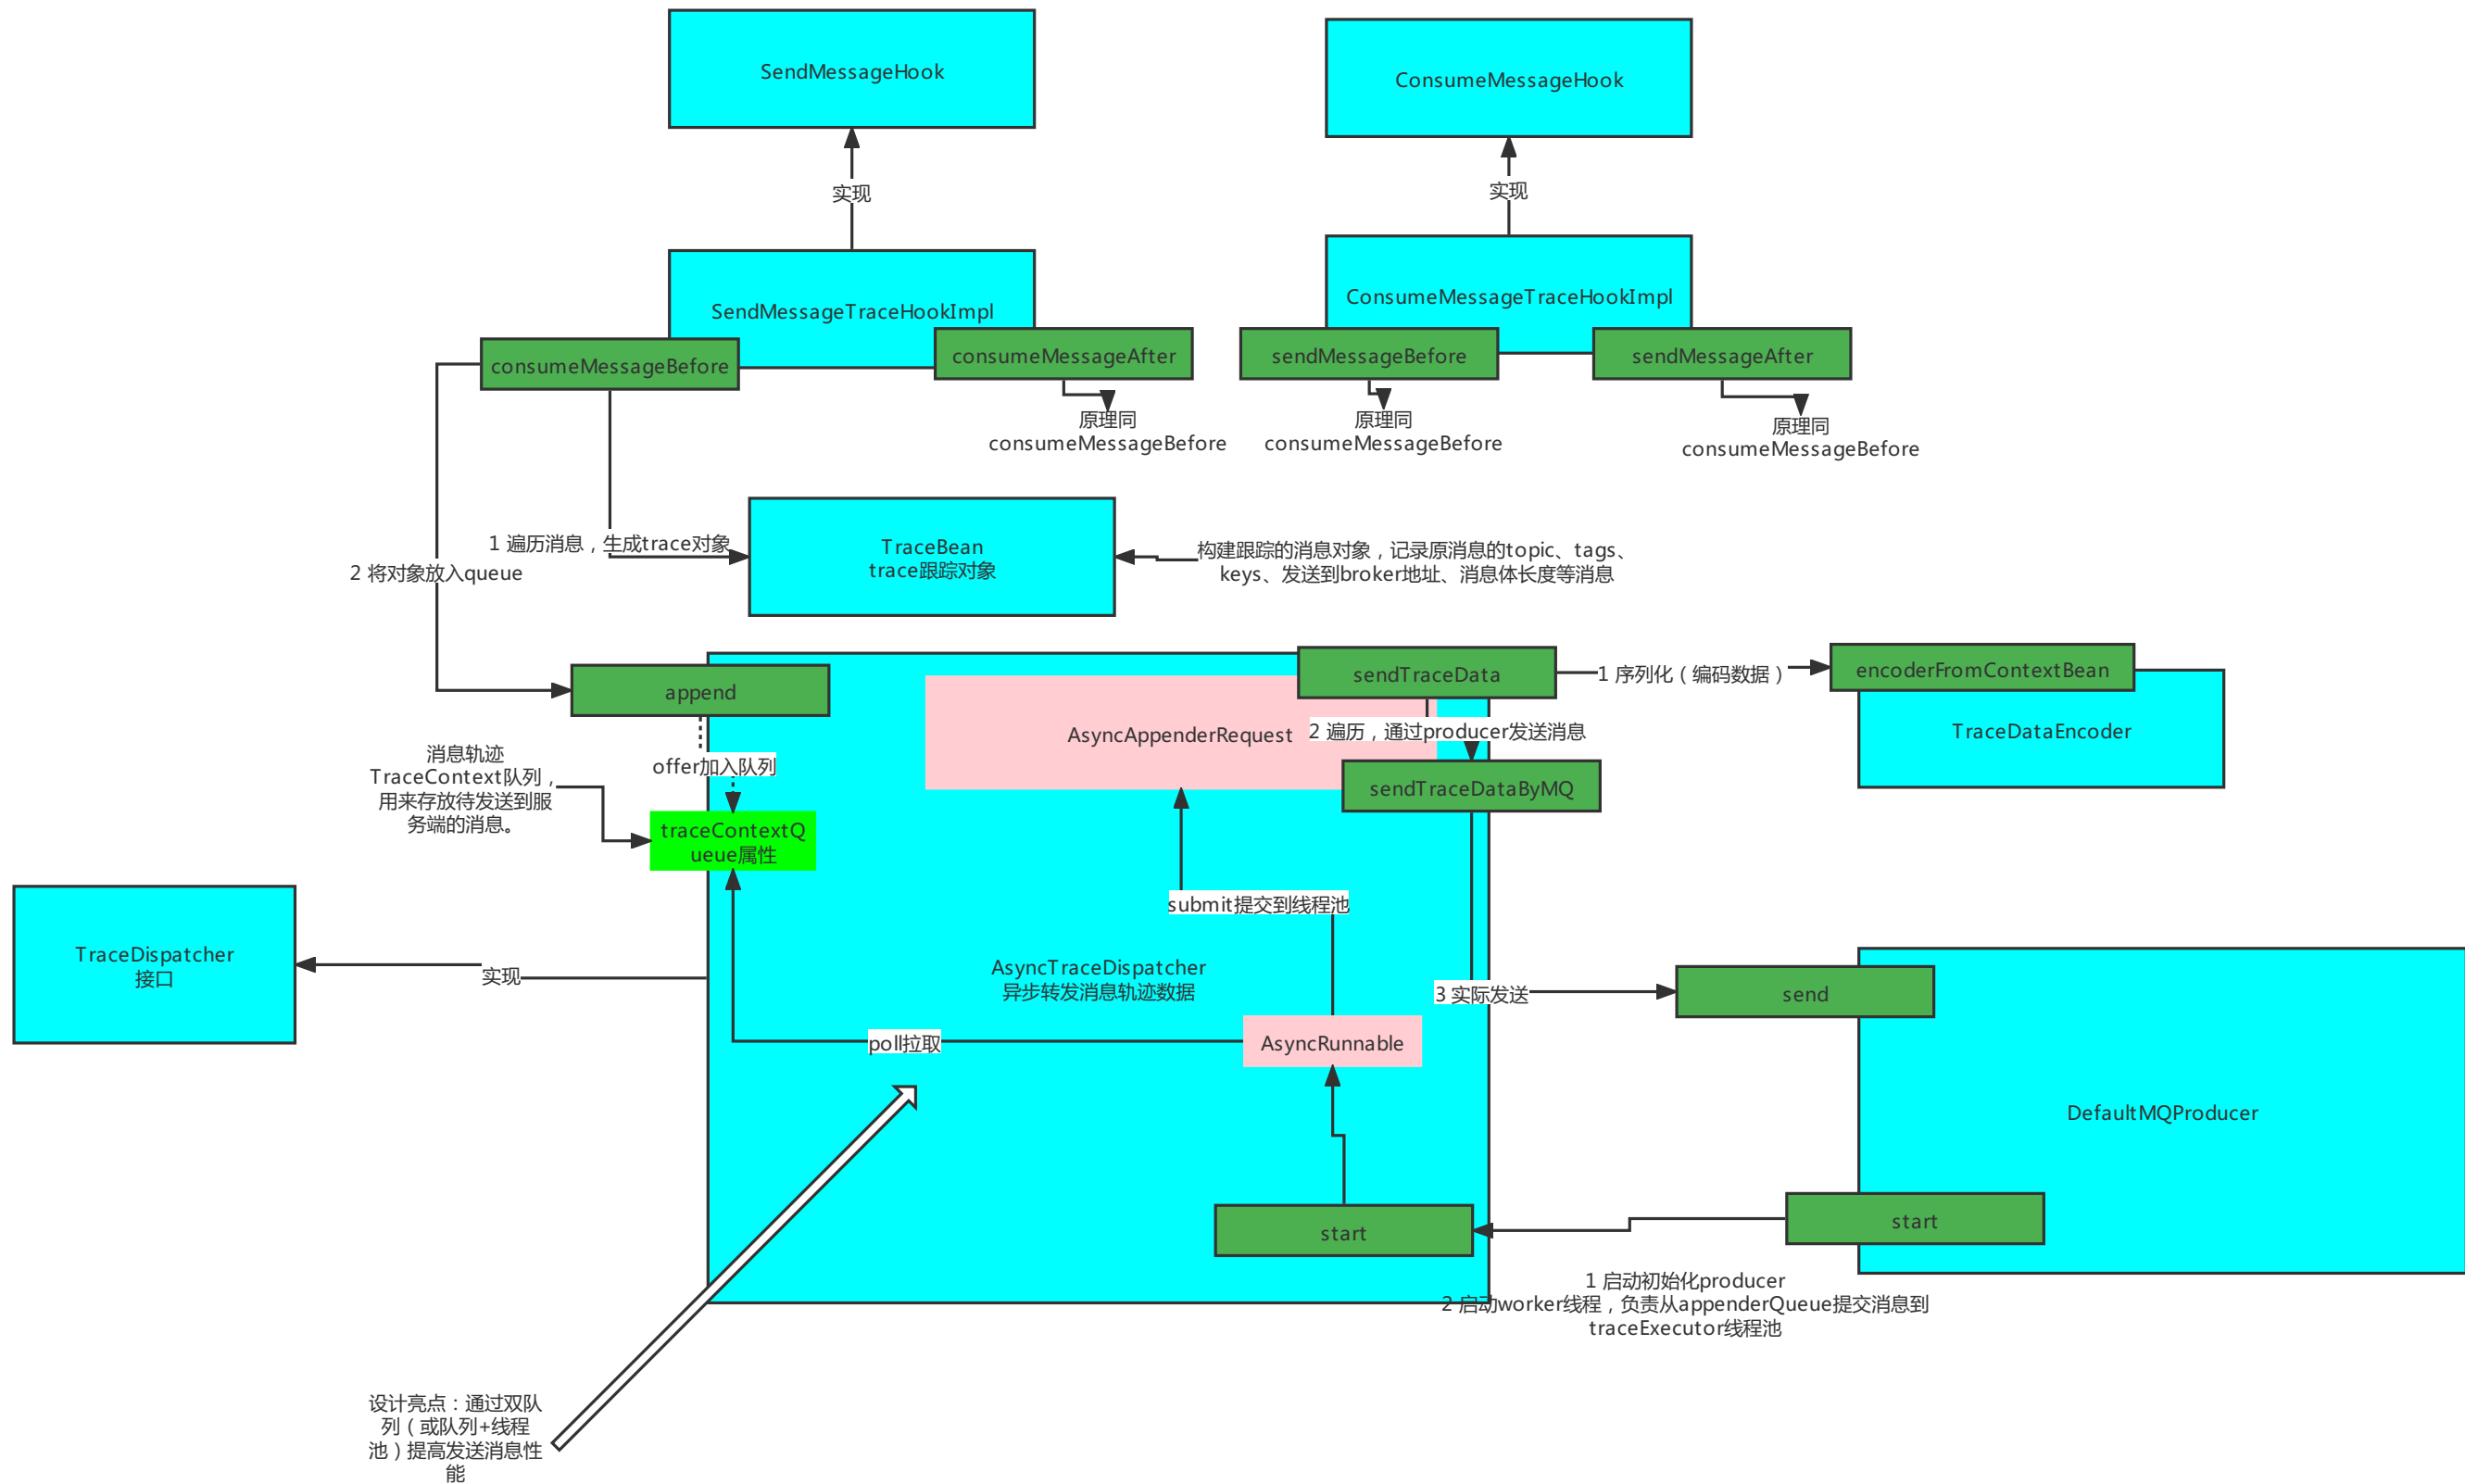 SendMessageHook
ConsumeMessageHook
实现
实现
SendMessageTraceHookImpl
ConsumeMessageTraceHookImpl
consumeMessageBefore
consumeMessageAfter
sendMessageBefore
sendMessageAfter
原理同
consumeMessageBefore
原理同
consumeMessageBefore
原理同
consumeMessageBefore
1 遍历消息，生成trace对象
2 将对象放入queue
TraceBean
trace跟踪对象
构建跟踪的消息对象，记录原消息的topic、tags、
keys、发送到broker地址、消息体长度等消息
append
sendTraceData
1 序列化（编码数据）
encoderFromContextBean
TraceDataEncoder
AsyncAppenderRequest
2 遍历，通过producer发送消息
sendTraceDataByMQ
offer加入队列
消息轨迹
TraceContext队列，
用来存放待发送到服
务端的消息。
traceContextQ
ueue属性
submit提交到线程池
TraceDispatcher
接口
实现
AsyncTraceDispatcher
异步转发消息轨迹数据
3 实际发送
send
poll拉取
AsyncRunnable
DefaultMQProducer
start
start
1 启动初始化producer
2 启动worker线程，负责从appenderQueue提交消息到
traceExecutor线程池
设计亮点：通过双队
列（或队列+线程
池）提高发送消息性
能